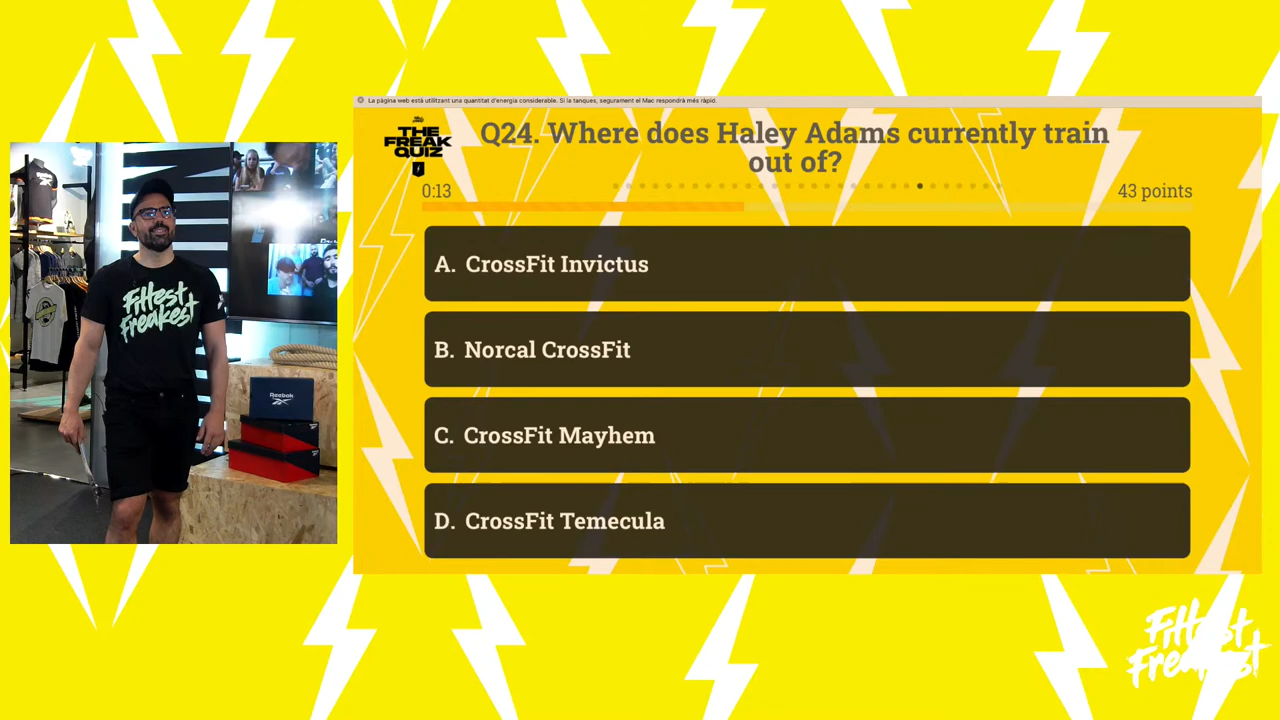 La pàgina web està utilitzant una quantitat d'energia considerable. Si la tanques, segurament el Mac respondrà més ràpid.
THE
FREAK
QUIZ
Q24. Where does Haley Adams currently train
out of?
0:13
43 points
A. CrossFit Invictus
B. Norcal CrossFit
C. CrossFit Mayhem
D. CrossFit Temecula
FitTest
Freakest
Reebok
FitTest
Freakest